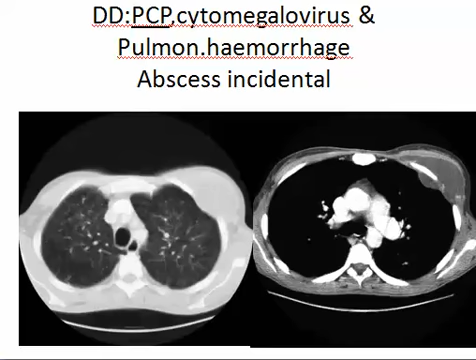 DD:PCP,cytomegalovirus &
Pulmon.haemorrhage
Abscess incidental